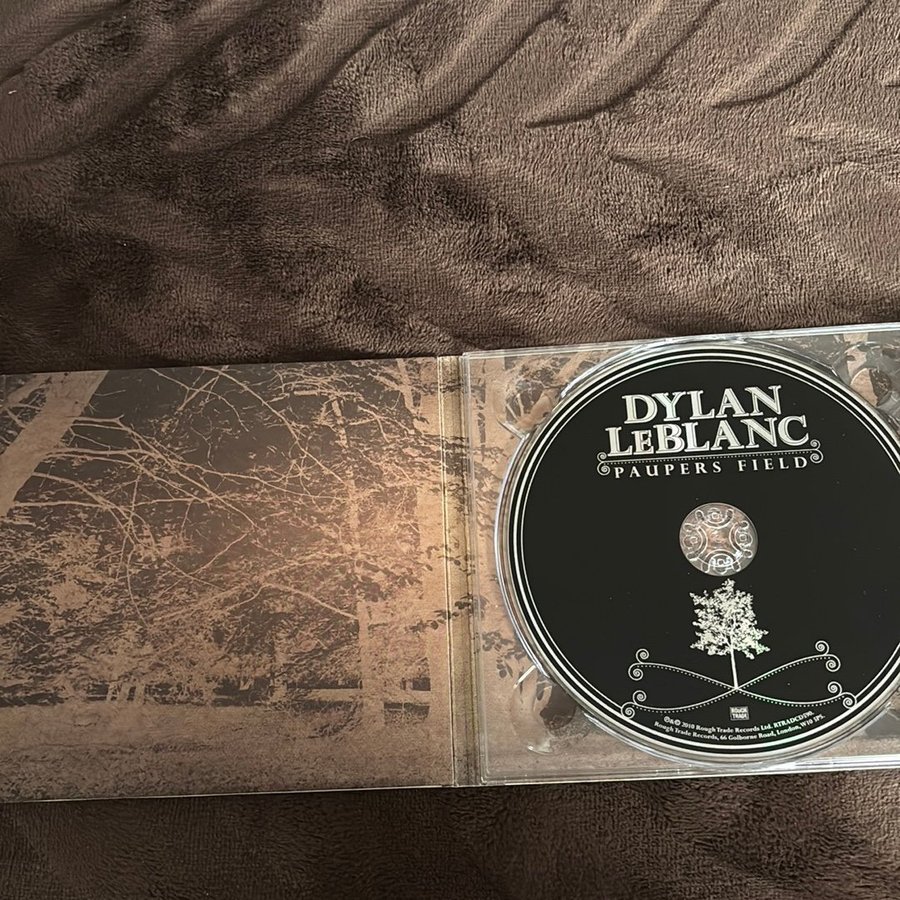 DYLAN
LEBLANC
PAUPERS FIELD
ROUGH
TRADE
℗&© 2010 Rough Trade Records Ltd. RTRADCD590.
Rough Trade Records, 66 Golborne Road, London, W10 5PS.